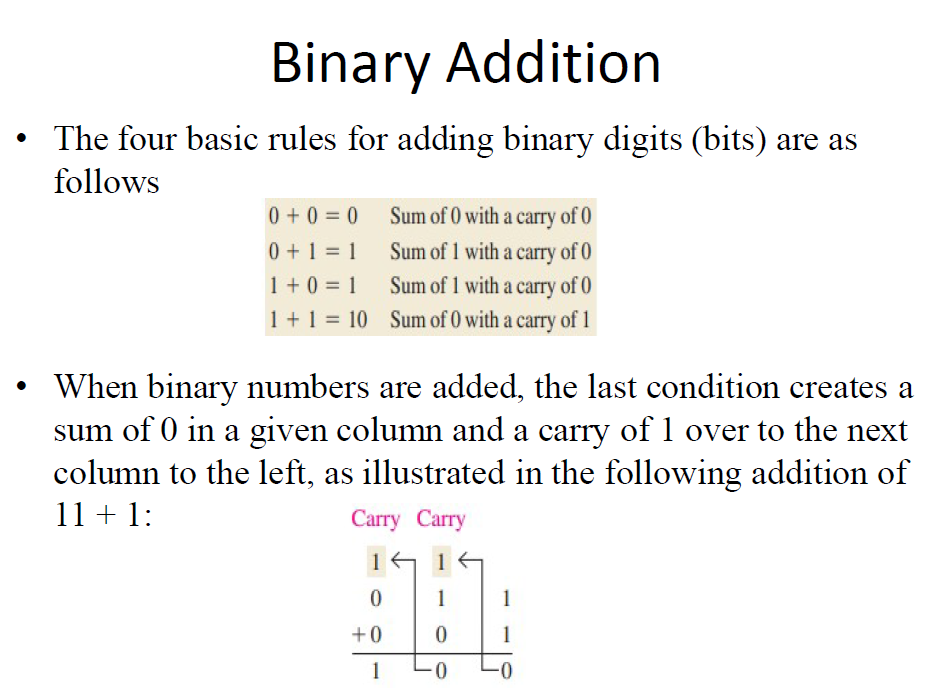 Binary Addition
• The four basic rules for adding binary digits (bits) are as
follows
0 + 0 = 0 Sum of 0 with a carry of 0
0 + 1 = 1 Sum of 1 with a carry of 0
1 + 0 = 1 Sum of 1 with a carry of 0
1 + 1 = 10 Sum of 0 with a carry of 1
• When binary numbers are added, the last condition creates a
sum of 0 in a given column and a carry of 1 over to the next
column to the left, as illustrated in the following addition of
11 + 1:
Carry Carry
1 1
0 1 1
+0 0 1
1 0 0